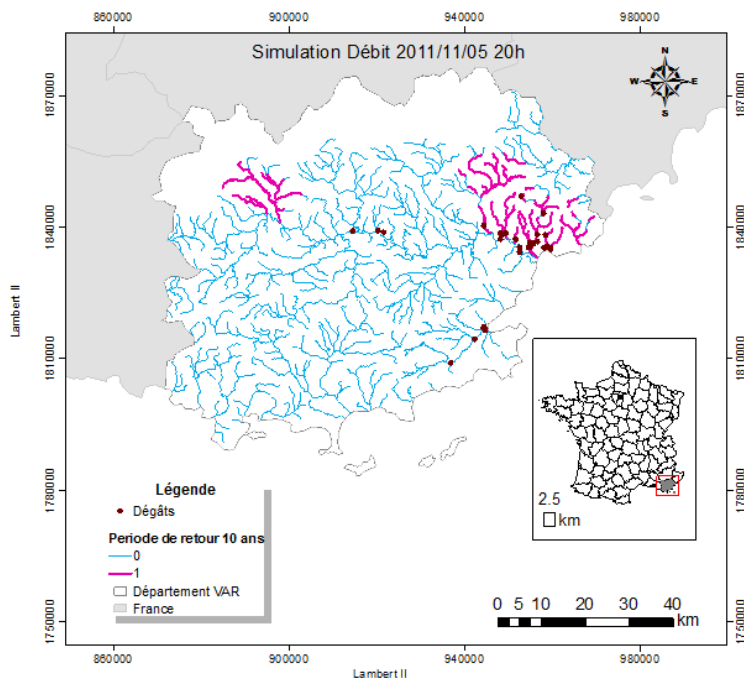 860000
900000
940000
980000
Simulation Débit 2011/11/05 20h
N
W
E
S
1870000
1870000
1840000
1840000
Lambert II
1810000
1810000
1780000
1780000
2.5
km
Légende
Dégâts
Periode de retour 10 ans
0
1
Département VAR
France
0 5 10 20 30 40
km
1750000
1750000
860000
900000
940000
980000
Lambert II